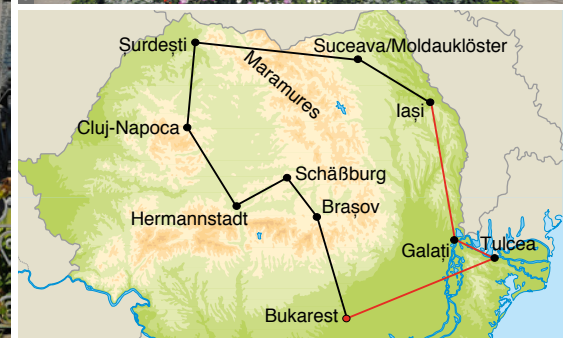 Șurdești
Suceava/Moldauklöster
Maramures
Iași
Cluj-Napoca
Schäßburg
Hermannstadt
Brașov
Galați
Tulcea
Bukarest